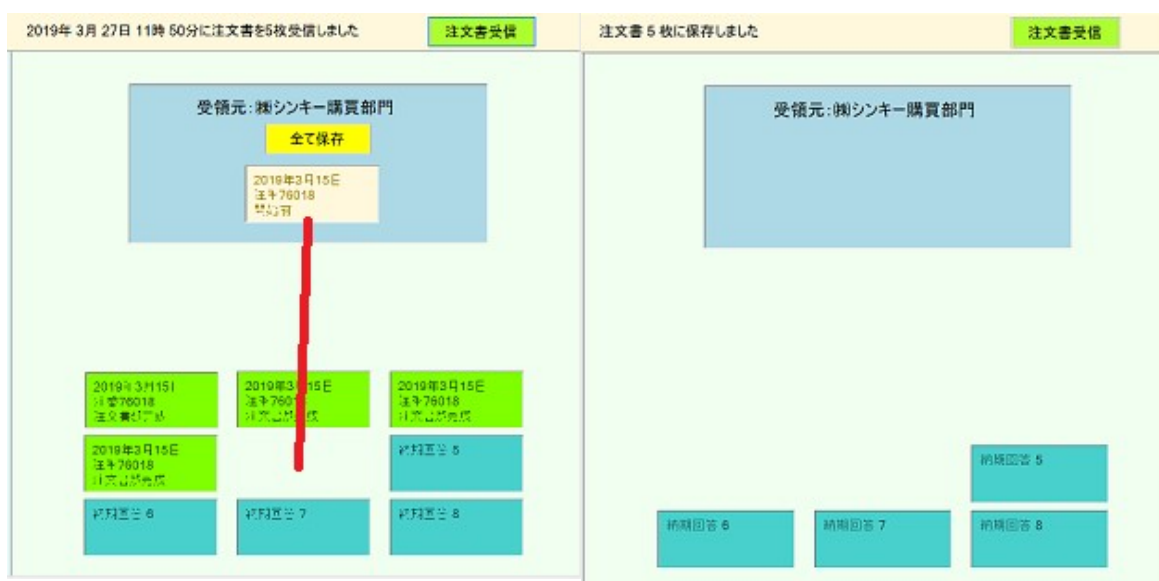 2019年 3月 27日 11時 50分に注文書を5枚受信しました
注文書受信
受領元:㈱シンキー購買部門
全て保存
2019年3月15日
注番76018
開始前
2019年3月15日
注番76018
2019年3月15日
注番76018
2019年3月15日
注番76018
2019年3月15日
注番76018
納期回答 5
納期回答 6
納期回答 7
納期回答 8
注文書 5 枚に保存しました
注文書受信
受領元:㈱シンキー購買部門
納期回答 5
納期回答 6
納期回答 7
納期回答 8